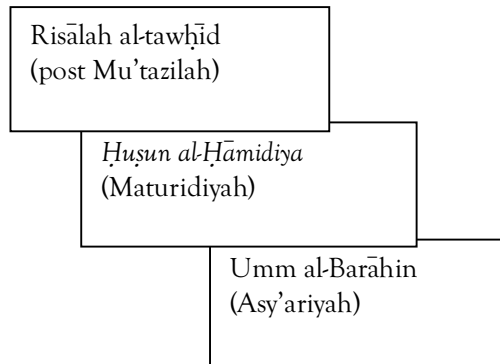 Risālah al-tawḥīd
(post Mu’tazilah)
Ḥuṣun al-Ḥāmidiya
(Maturidiyah)
Umm al-Barāhin
(Asy’ariyah)